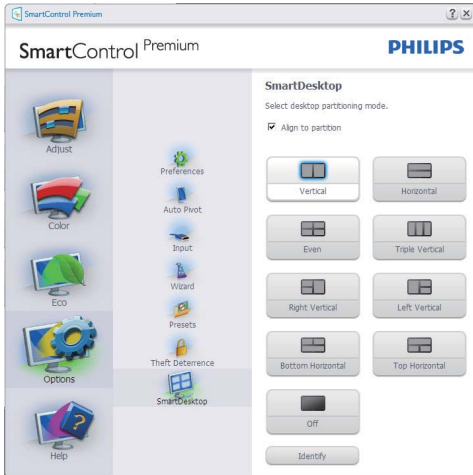 SmartControl Premium
SmartControl Premium
PHILIPS
Adjust
Color
Eco
Options
Help
Preferences
Auto Pivot
Input
Wizard
Presets
Theft Deterrence
SmartDesktop
SmartDesktop
Select desktop partitioning mode.
Align to partition
Vertical
Horizontal
Even
Triple Vertical
Right Vertical
Left Vertical
Bottom Horizontal
Top Horizontal
Off
Identify